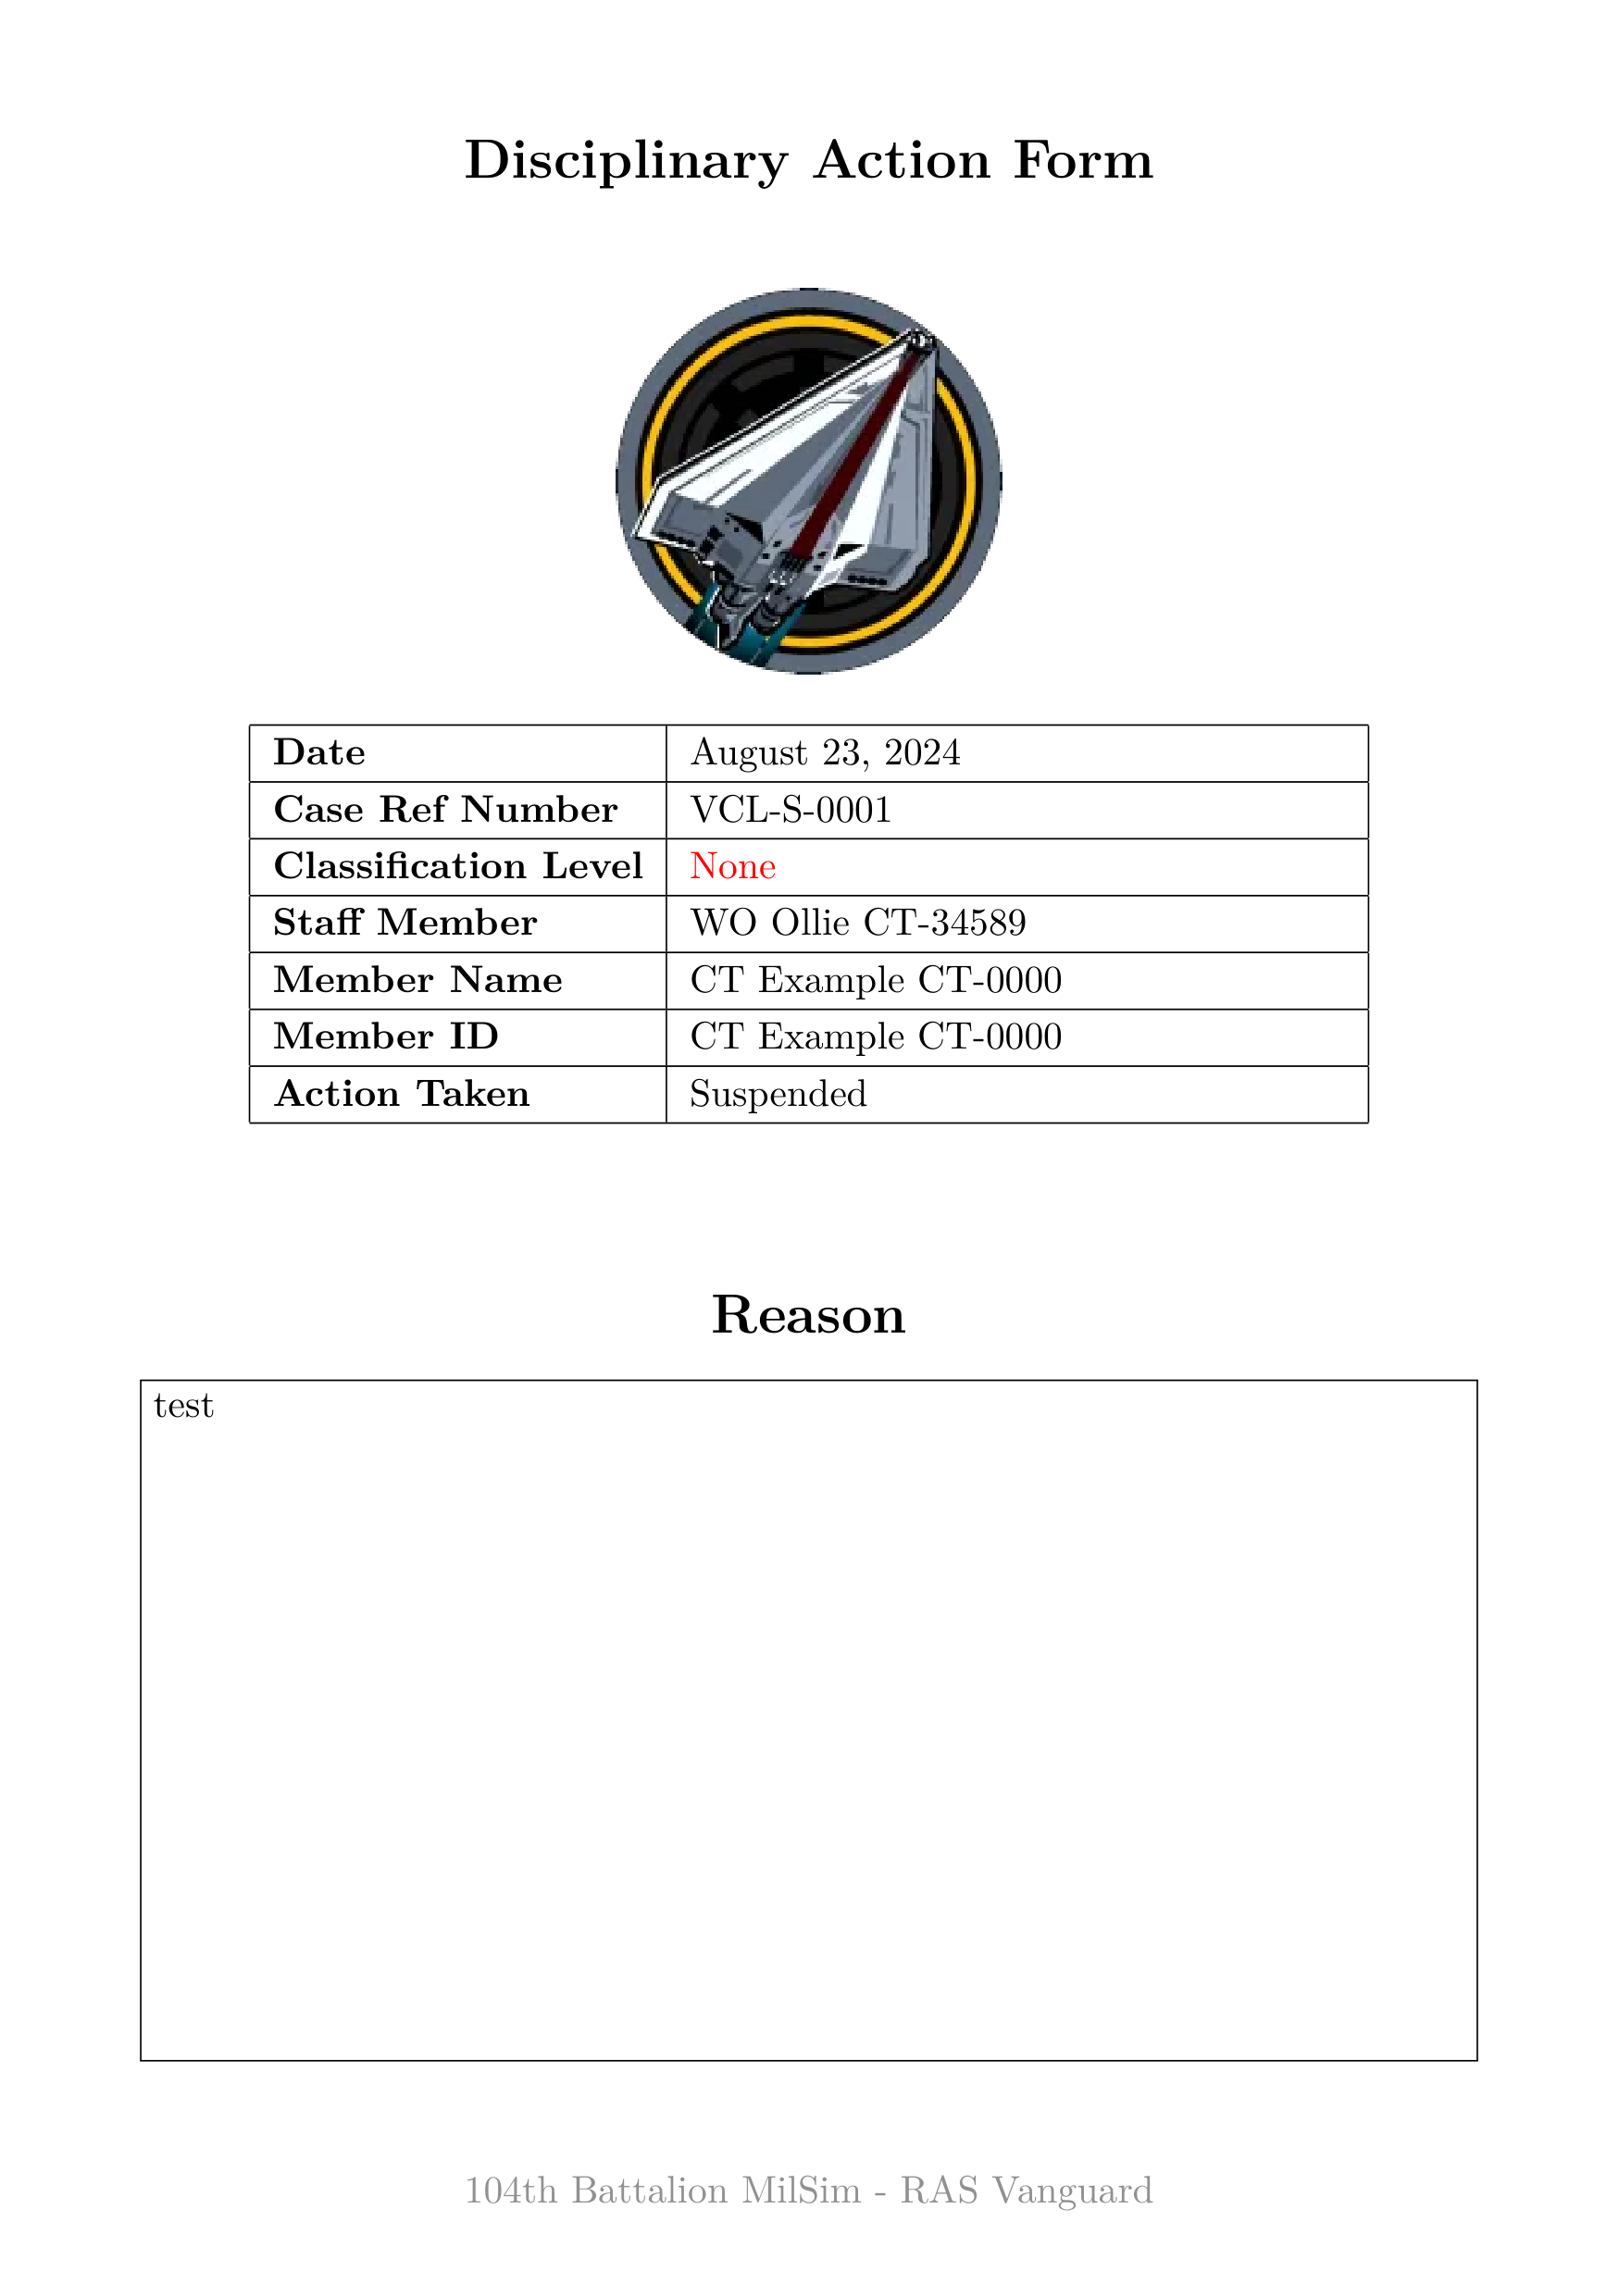 Disciplinary Action Form
Date August 23, 2024
Case Ref Number VCL-S-0001
Classification Level None
Staff Member WO Ollie CT-34589
Member Name CT Example CT-0000
Member ID CT Example CT-0000
Action Taken Suspended
Reason
test
104th Battalion MilSim - RAS Vanguard